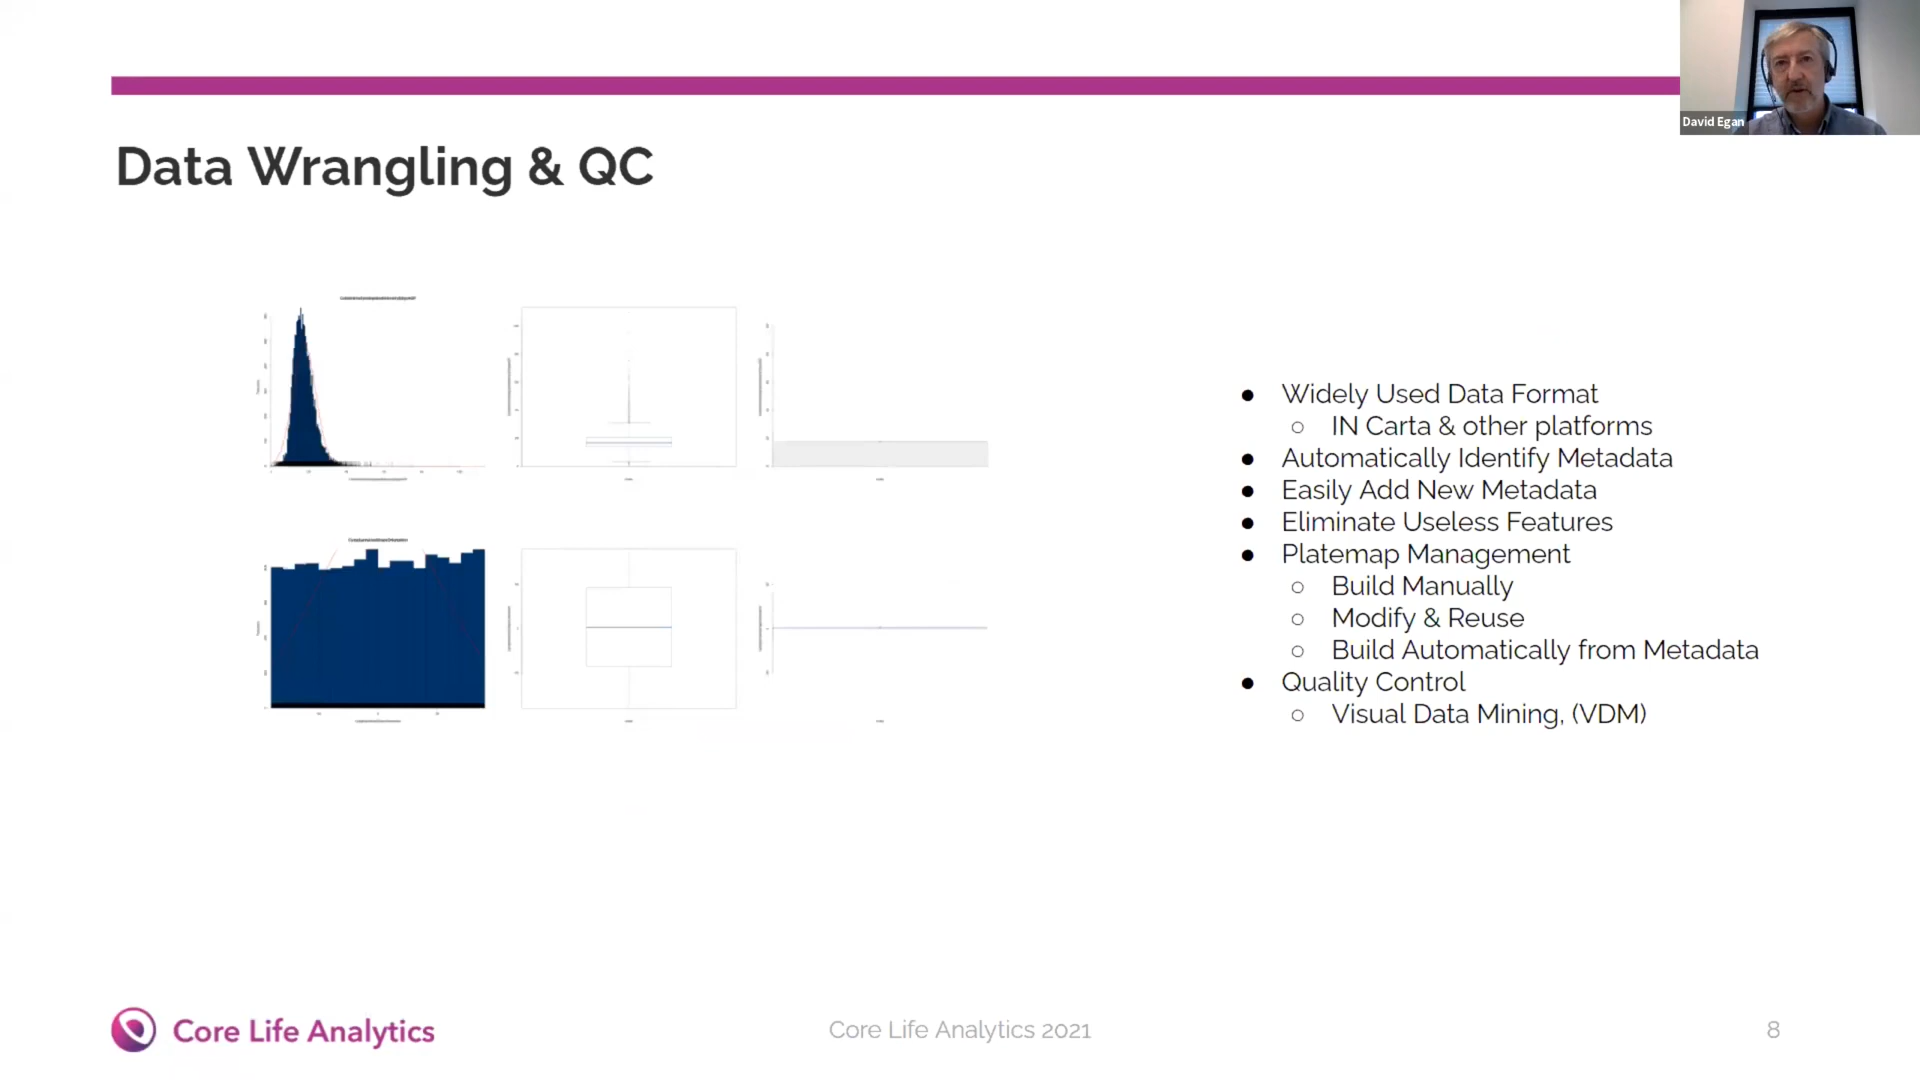 David Egan
Data Wrangling & QC
● Widely Used Data Format
○ IN Carta & other platforms
● Automatically Identify Metadata
● Easily Add New Metadata
● Eliminate Useless Features
● Platemap Management
○ Build Manually
○ Modify & Reuse
○ Build Automatically from Metadata
● Quality Control
○ Visual Data Mining, (VDM)
Core Life Analytics
Core Life Analytics 2021
8